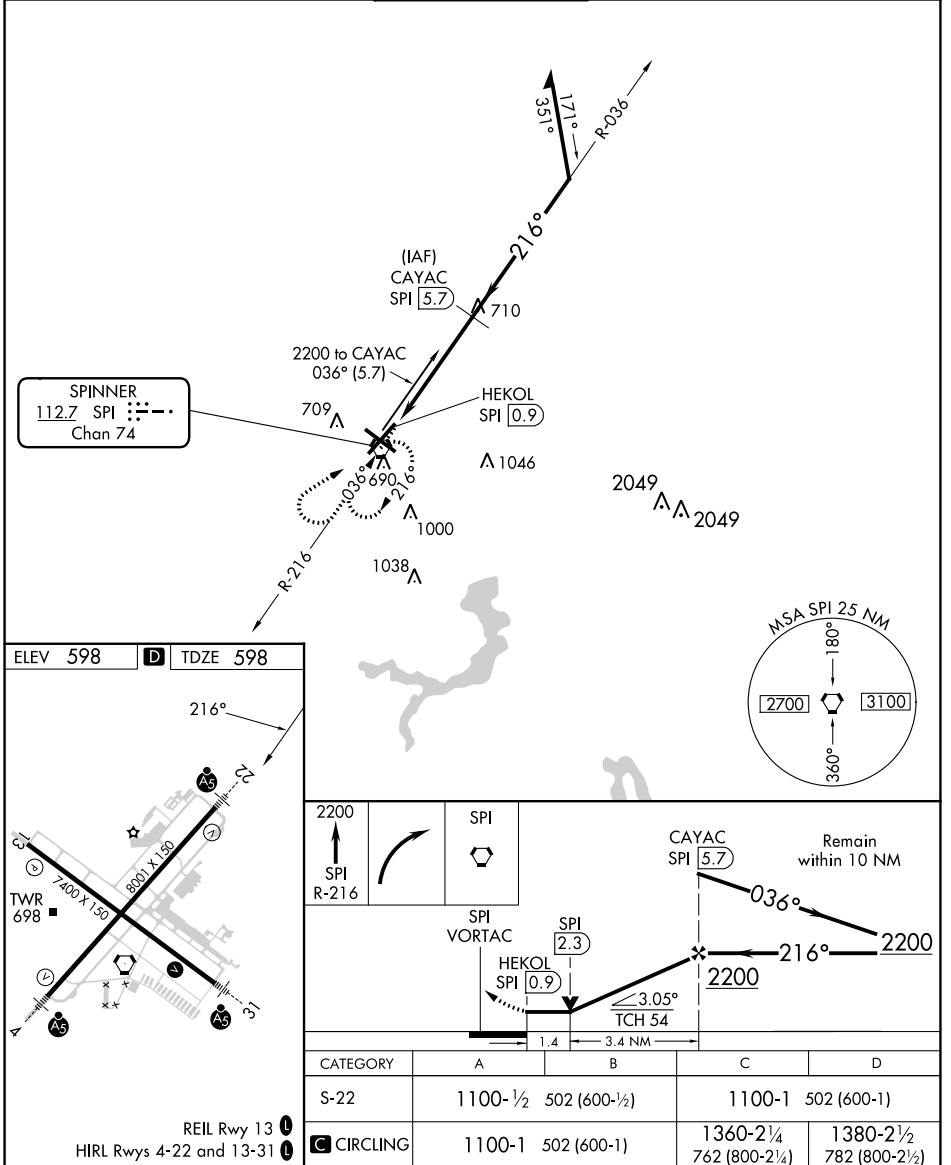 351°
171°
R-036
216°
(IAF)
CAYAC
SPI 5.7
710
2200 to CAYAC
036° (5.7)
SPINNER
112.7 SPI
Chan 74
HEKOL
SPI 0.9
709
1046
690
036°
216°
2049
2049
1000
1038
R-216
MSA SPI 25 NM
180°
2700
3100
360°
ELEV 598 D TDZE 598
216°
22
A5
13
V
P
8001 X 150
7400 X 150
TWR
698
V
V
31
4
A5
A5
REIL Rwy 13 L
HIRL Rwys 4-22 and 13-31 L
2200
SPI
R-216
SPI
CAYAC
SPI 5.7
Remain
within 10 NM
036°
SPI
VORTAC
SPI
2.3
HEKOL
SPI 0.9
216°
2200
2200
3.05°
TCH 54
1.4
3.4 NM
CATEGORY A B C D
S-22 1100-½ 502 (600-½) 1100-1 502 (600-1)
C CIRCLING 1100-1 502 (600-1) 1360-2¼ 762 (800-2¼) 1380-2½ 782 (800-2½)